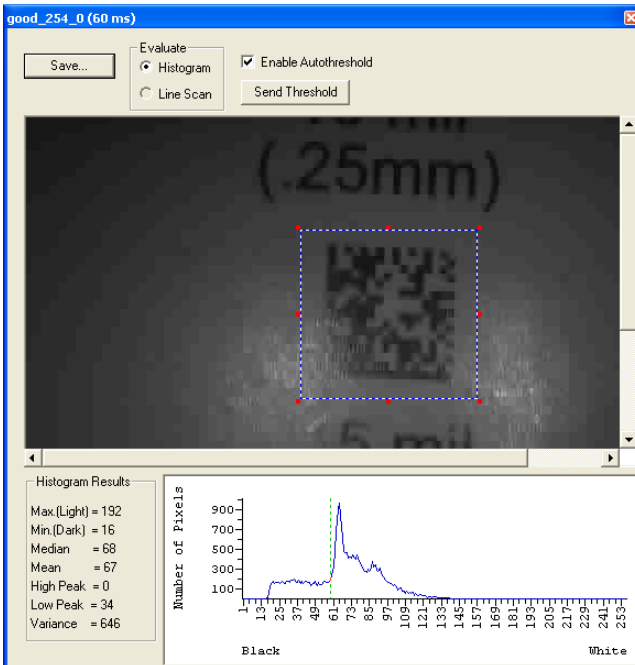 good_254_0 (60 ms)
Save...
Evaluate
Histogram
Line Scan
Enable Autothreshold
Send Threshold
(.25mm)
5 mil
Histogram Results
Max.(Light) = 192
Min.(Dark) = 16
Median = 68
Mean = 67
High Peak = 0
Low Peak = 34
Variance = 646
Number of Pixels
900
700
500
300
100
1 13 25 37 49 61 73 85 97 109 121 133 145 157 169 181 193 205 217 229 241 253
Black White